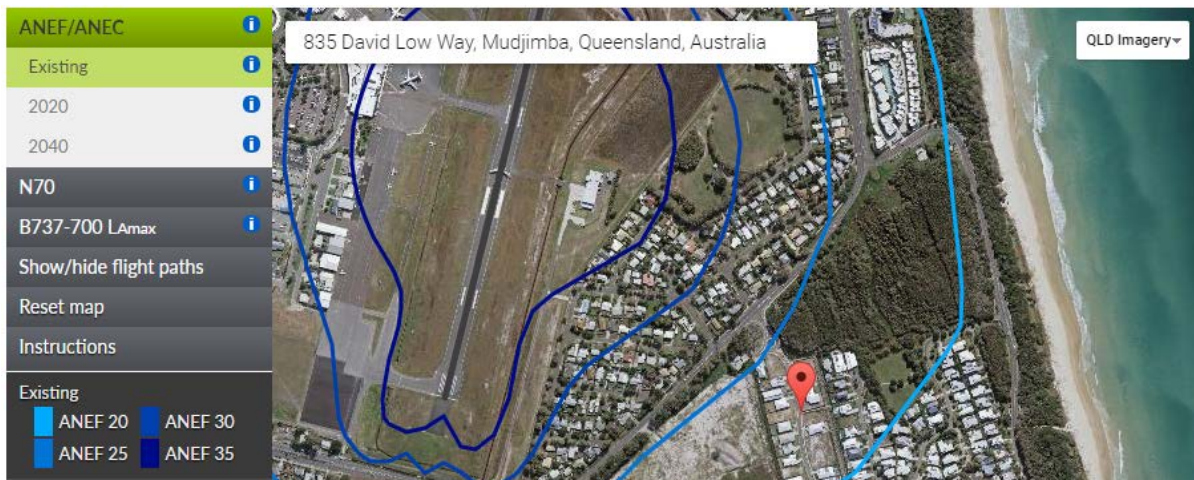 ANEF/ANEC i
Existing i
2020 i
2040 i
N70 i
B737-700 LAmax i
Show/hide flight paths
Reset map
Instructions
Existing
ANEF 20 ANEF 30
ANEF 25 ANEF 35
835 David Low Way, Mudjimba, Queensland, Australia
QLD Imagery